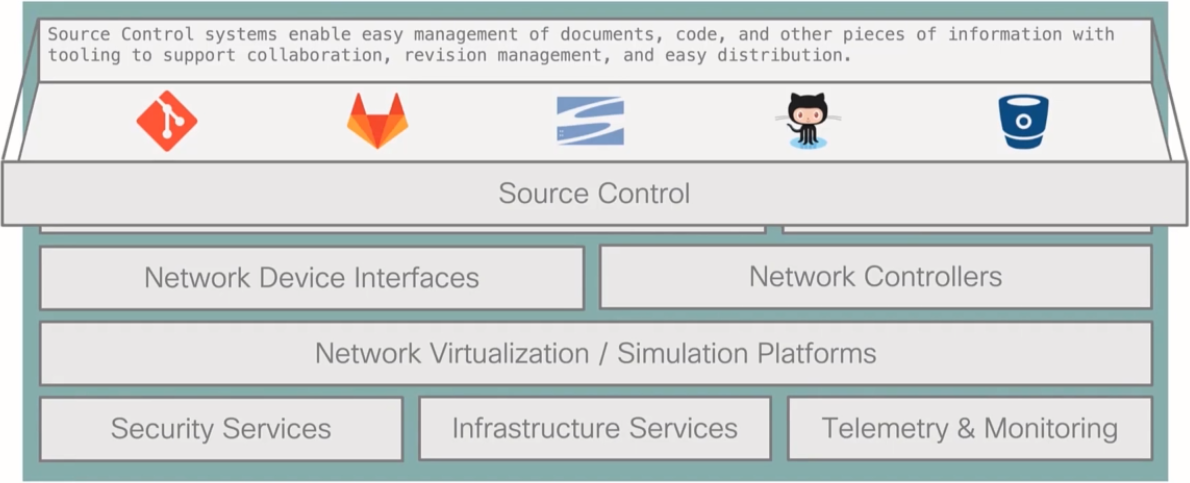 Source Control systems enable easy management of documents, code, and other pieces of information with
tooling to support collaboration, revision management, and easy distribution.
Source Control
Network Device Interfaces
Network Controllers
Network Virtualization / Simulation Platforms
Security Services
Infrastructure Services
Telemetry & Monitoring